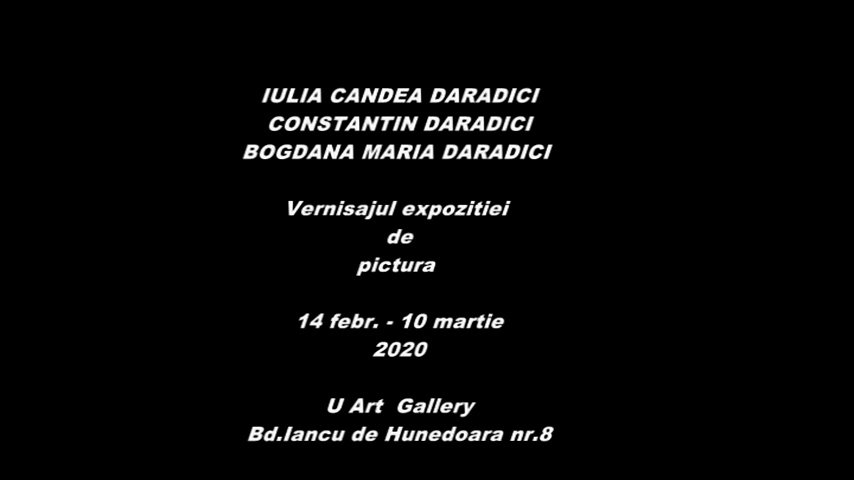 IULIA CANDEA DARADICI
CONSTANTIN DARADICI
BOGDANA MARIA DARADICI
Vernisajul expozitiei
de
pictura
14 febr. - 10 martie
2020
U Art  Gallery
Bd.Iancu de Hunedoara nr.8